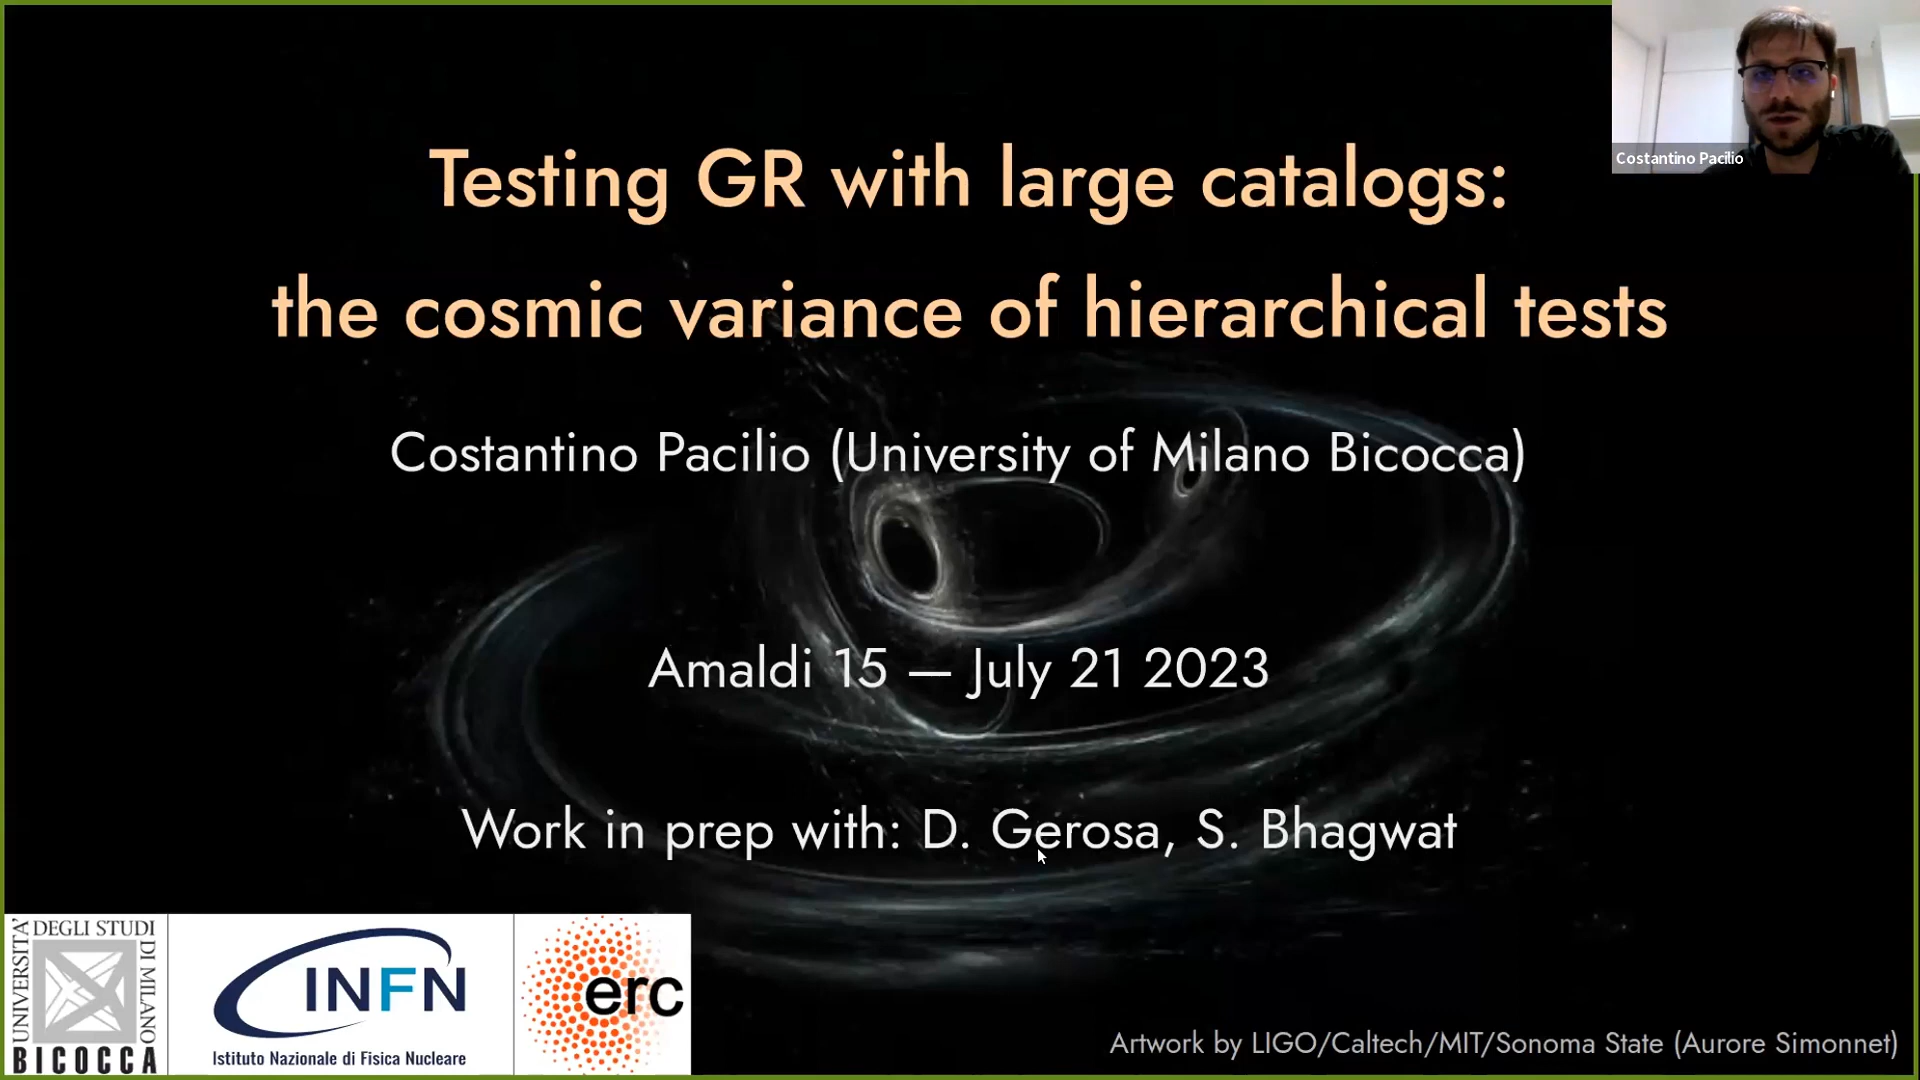 Costantino Pacilio
Testing GR with large catalogs:
the cosmic variance of hierarchical tests
Costantino Pacilio (University of Milano Bicocca)
Amaldi 15 — July 21 2023
Work in prep with: D. Gerosa, S. Bhagwat
UNIVERSITA'
DEGLI STUDI
DI MILANO
BICOCCA
INFN
Istituto Nazionale di Fisica Nucleare
erc
Artwork by LIGO/Caltech/MIT/Sonoma State (Aurore Simonnet)